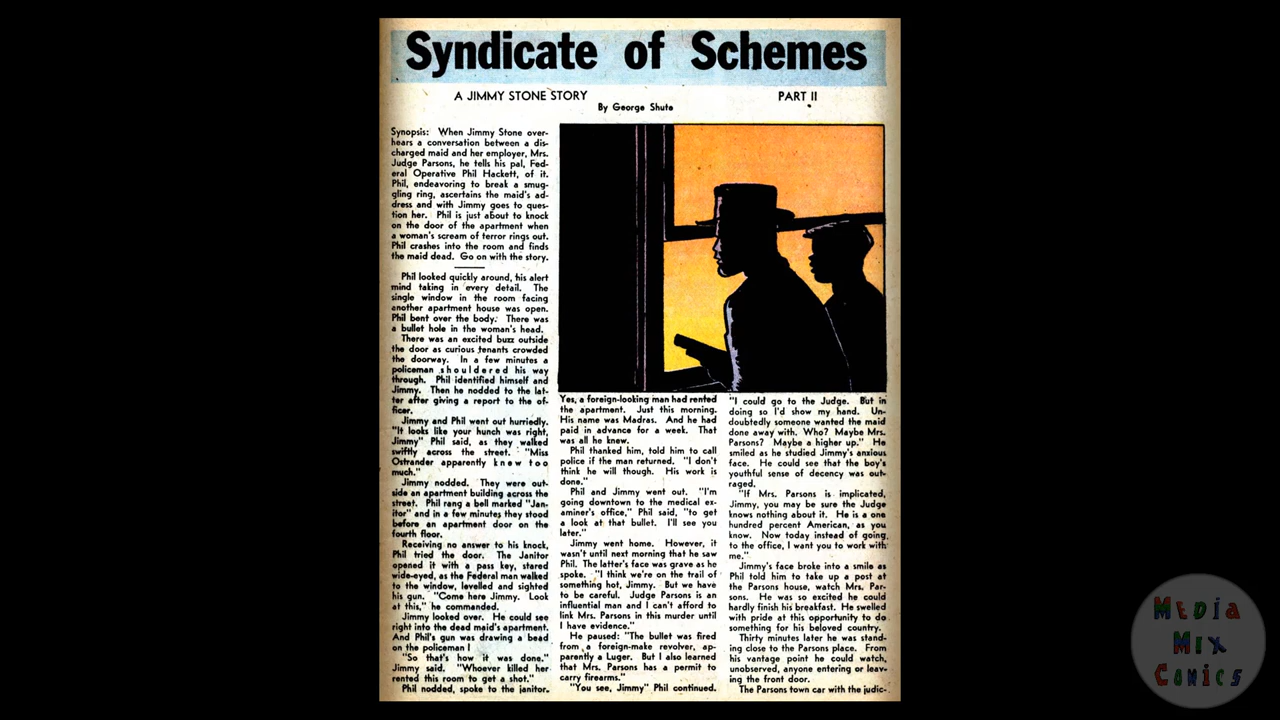 Syndicate of Schemes
A JIMMY STONE STORY
PART II
By George Shute
Synopsis: When Jimmy Stone over-
hears a conversation between a dis-
charged maid and her employer, Mrs.
Judge Parsons, he tells his pal, Fed-
eral Operative Phil Hackett, of it.
Phil, endeavoring to break a smug-
gling ring, ascertains the maid's ad-
dress and with Jimmy goes to ques-
tion her. Phil is just about to knock
on the door of the apartment when
a woman's scream of terror rings out.
Phil crashes into the room and finds
the maid dead. Go on with the story.
Phil looked quickly around, his alert
mind taking in every detail. The
single window in the room facing
another apartment house was open.
Phil bent over the body. There was
a bullet hole in the woman's head.
There was an excited buzz outside
the door as curious tenants crowded
the doorway. In a few minutes a
policeman shouldered his way
through. Phil identified himself and
Jimmy. Then he nodded to the lat-
ter after giving a report to the of-
ficer.
Jimmy and Phil went out hurriedly.
"It looks like your hunch was right,
Jimmy" Phil said, as they walked
swiftly across the street. "Miss
Ostrander apparently knew too
much."
Jimmy nodded. They were out-
side an apartment building across the
street. Phil rang a bell marked "Jan-
itor" and in a few minutes they stood
before an apartment door on the
fourth floor.
Receiving no answer to his knock,
Phil tried the door. The Janitor
opened it with a pass key, stared
wide-eyed, as the Federal man walked
to the window, levelled and sighted
his gun. "Come here Jimmy. Look
at this," he commanded.
Jimmy looked over. He could see
right into the dead maid's apartment.
And Phil's gun was drawing a bead
on the policeman!
"So that's how it was done."
Jimmy said. "Whoever killed her
rented this room to get a shot."
Phil nodded, spoke to the janitor.
Yes, a foreign-looking man had rented
the apartment. Just this morning.
His name was Madras. And he had
paid in advance for a week. That
was all he knew.
Phil thanked him, told him to call
police if the man returned. "I don't
think he will though. His work is
done."
Phil and Jimmy went out. "I'm
going downtown to the medical ex-
aminer's office," Phil said, "to get
a look at that bullet. I'll see you
later."
Jimmy went home. However, it
wasn't until next morning that he saw
Phil. The latter's face was grave as he
spoke. "I think we're on the trail of
something hot, Jimmy. But we have
to be careful. Judge Parsons is an
influential man and I can't afford to
link Mrs. Parsons in this murder until
I have evidence."
He paused: "The bullet was fired
from a foreign-make revolver, ap-
parently a Luger. But I also learned
that Mrs. Parsons has a permit to
carry firearms."
"You see, Jimmy" Phil continued.
"I could go to the Judge. But in
doing so I'd show my hand. Un-
doubtedly someone wanted the maid
done away with. Who? Maybe Mrs.
Parsons? Maybe a higher up." He
smiled as he studied Jimmy's anxious
face. He could see that the boy's
youthful sense of decency was out-
raged.
"If Mrs. Parsons is implicated,
Jimmy, you may be sure the Judge
knows nothing about it. He is a one
hundred percent American, as you
know. Now today instead of going
to the office, I want you to work with
me."
Jimmy's face broke into a smile as
Phil told him to take up a post at
the Parsons house, watch Mrs. Par-
sons. He was so excited he could
hardly finish his breakfast. He swelled
with pride at this opportunity to do
something for his beloved country.
Thirty minutes later he was stand-
ing close to the Parsons place. From
his vantage point he could watch,
unobserved, anyone entering or leav-
ing the front door.
The Parsons town car with the judic-
MEDIA
MIX
COMICS